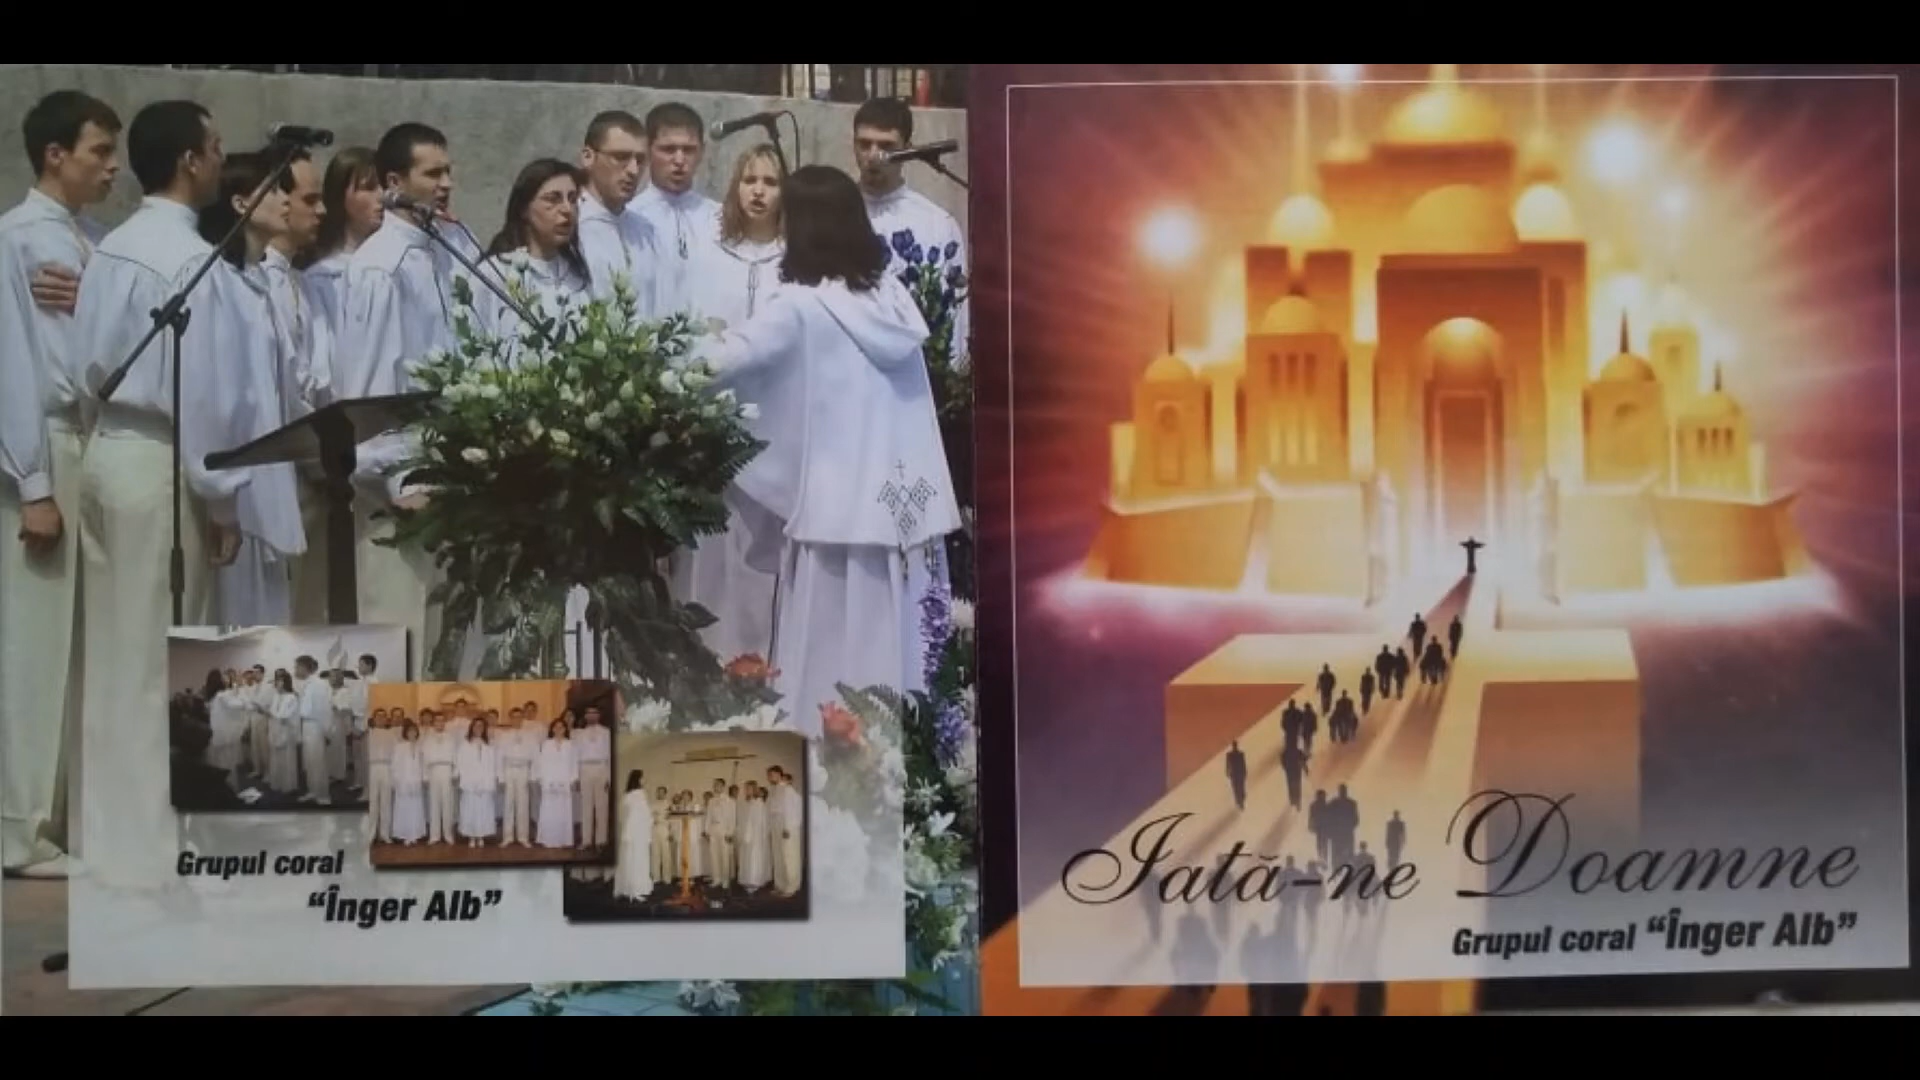 Grupul coral
“Înger Alb”
Iată-ne Doamne
Grupul coral “Înger Alb”